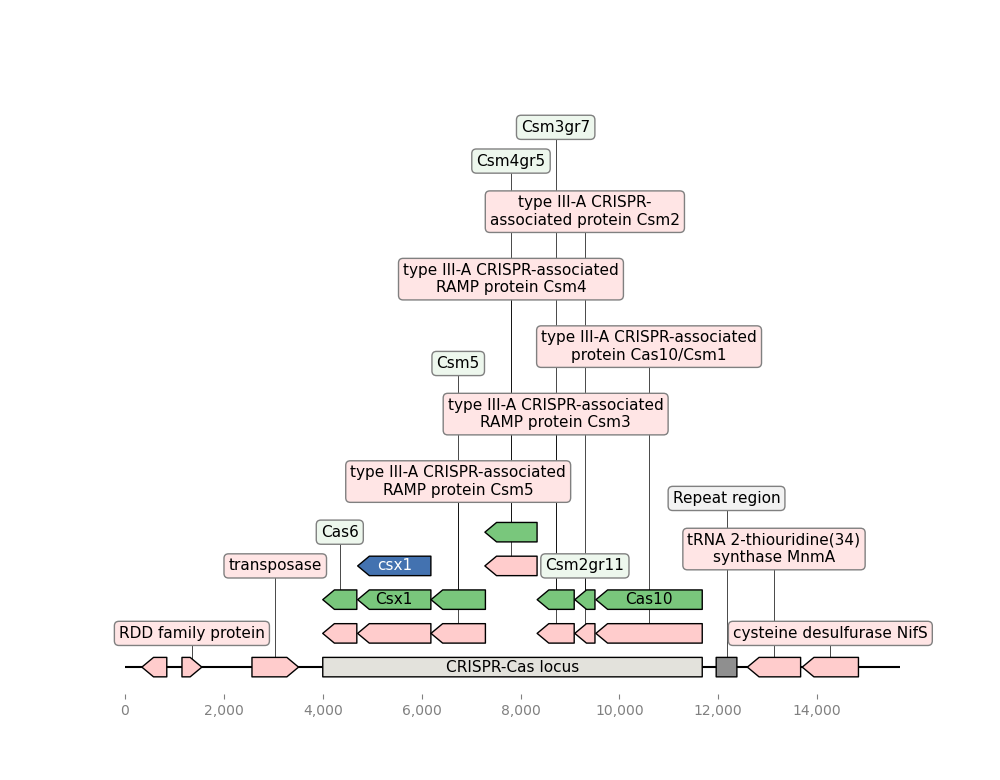 Csm3gr7
Csm4gr5
type III-A CRISPR-
associated protein Csm2
type III-A CRISPR-associated
RAMP protein Csm4
type III-A CRISPR-associated
protein Cas10/Csm1
Csm5
type III-A CRISPR-associated
RAMP protein Csm3
type III-A CRISPR-associated
RAMP protein Csm5
Repeat region
Cas6
tRNA 2-thiouridine(34)
synthase MnmA
transposase
csx1
Csm2gr11
Csx1
Cas10
RDD family protein
cysteine desulfurase NifS
CRISPR-Cas locus
0
2,000
4,000
6,000
8,000
10,000
12,000
14,000